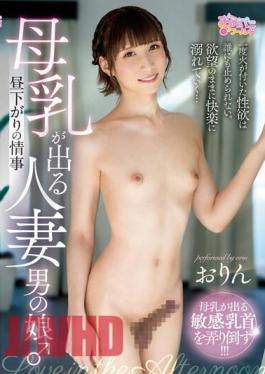 一度火が付いた性欲は
誰にも止められない。
欲望のままに快楽に
溺れてく…
母乳が出る
人妻男の娘♂
昼下がりの情事
performed by orin
おりん
母乳が出る
敏感乳首
を弄り倒す!!!
JAVHD
Love in the Afternoon